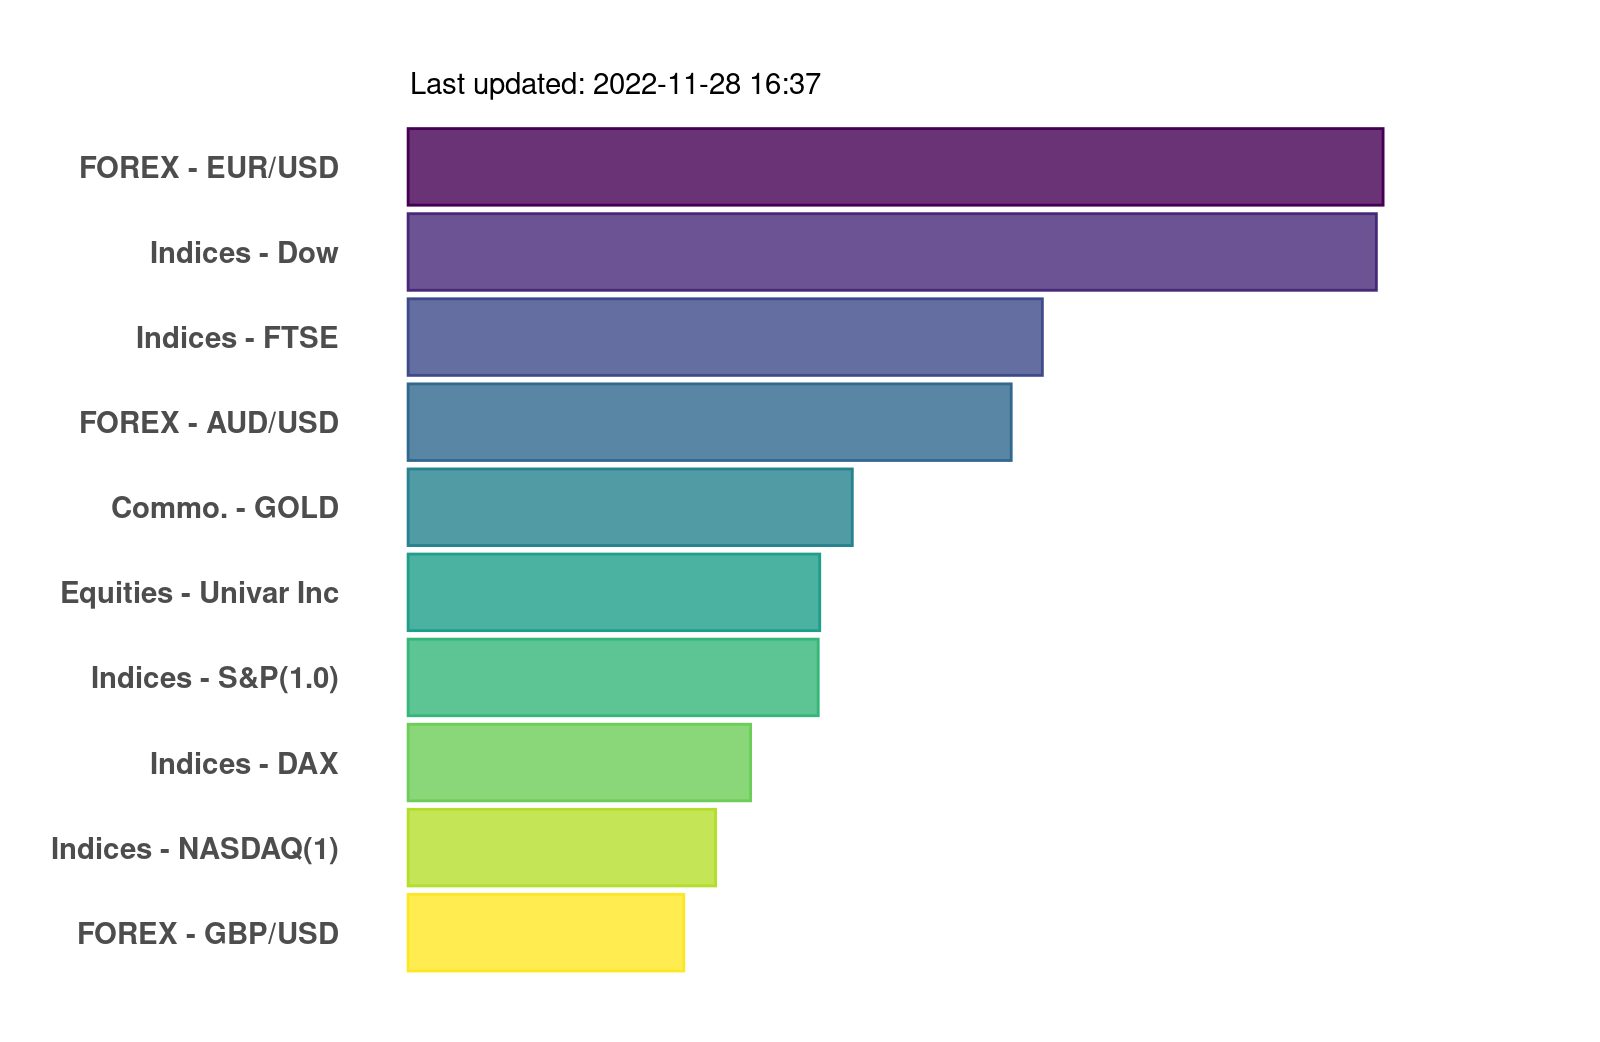 Last updated: 2022-11-28 16:37
FOREX - EUR/USD
Indices - Dow
Indices - FTSE
FOREX - AUD/USD
Commo. - GOLD
Equities - Univar Inc
Indices - S&P(1.0)
Indices - DAX
Indices - NASDAQ(1)
FOREX - GBP/USD